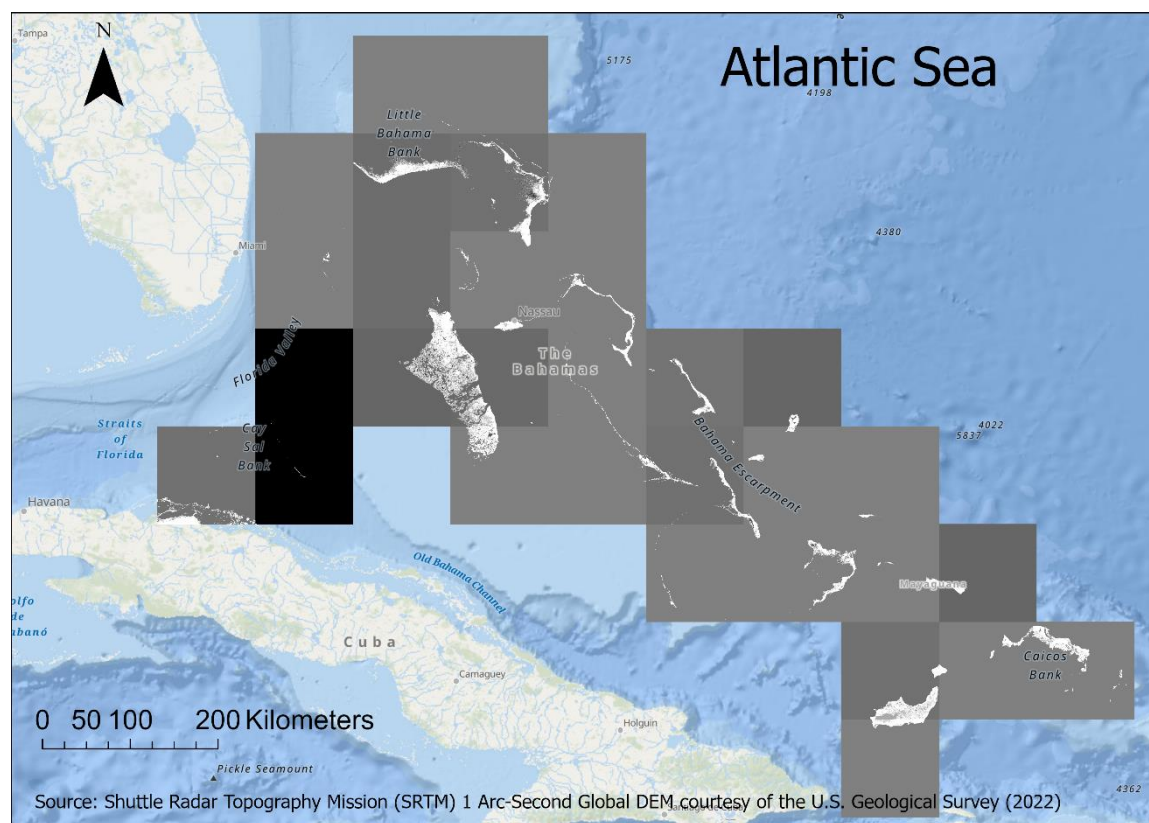 Tampa
N
5175
Atlantic Sea
4198
Little
Bahama
Bank
4380
Miami
Nassau
Florida Valley
The
Bahamas
Straits
of
Florida
Cay
Sal
Bank
4022
5837
Bahama Escarpment
Havana
Old Bahama Channel
Mayaguana
Cuba
Caicos
Bank
Camaguey
0 50 100 200 Kilometers
Holguin
Pickle Seamount
Source: Shuttle Radar Topography Mission (SRTM) 1 Arc-Second Global DEM courtesy of the U.S. Geological Survey (2022)
4362